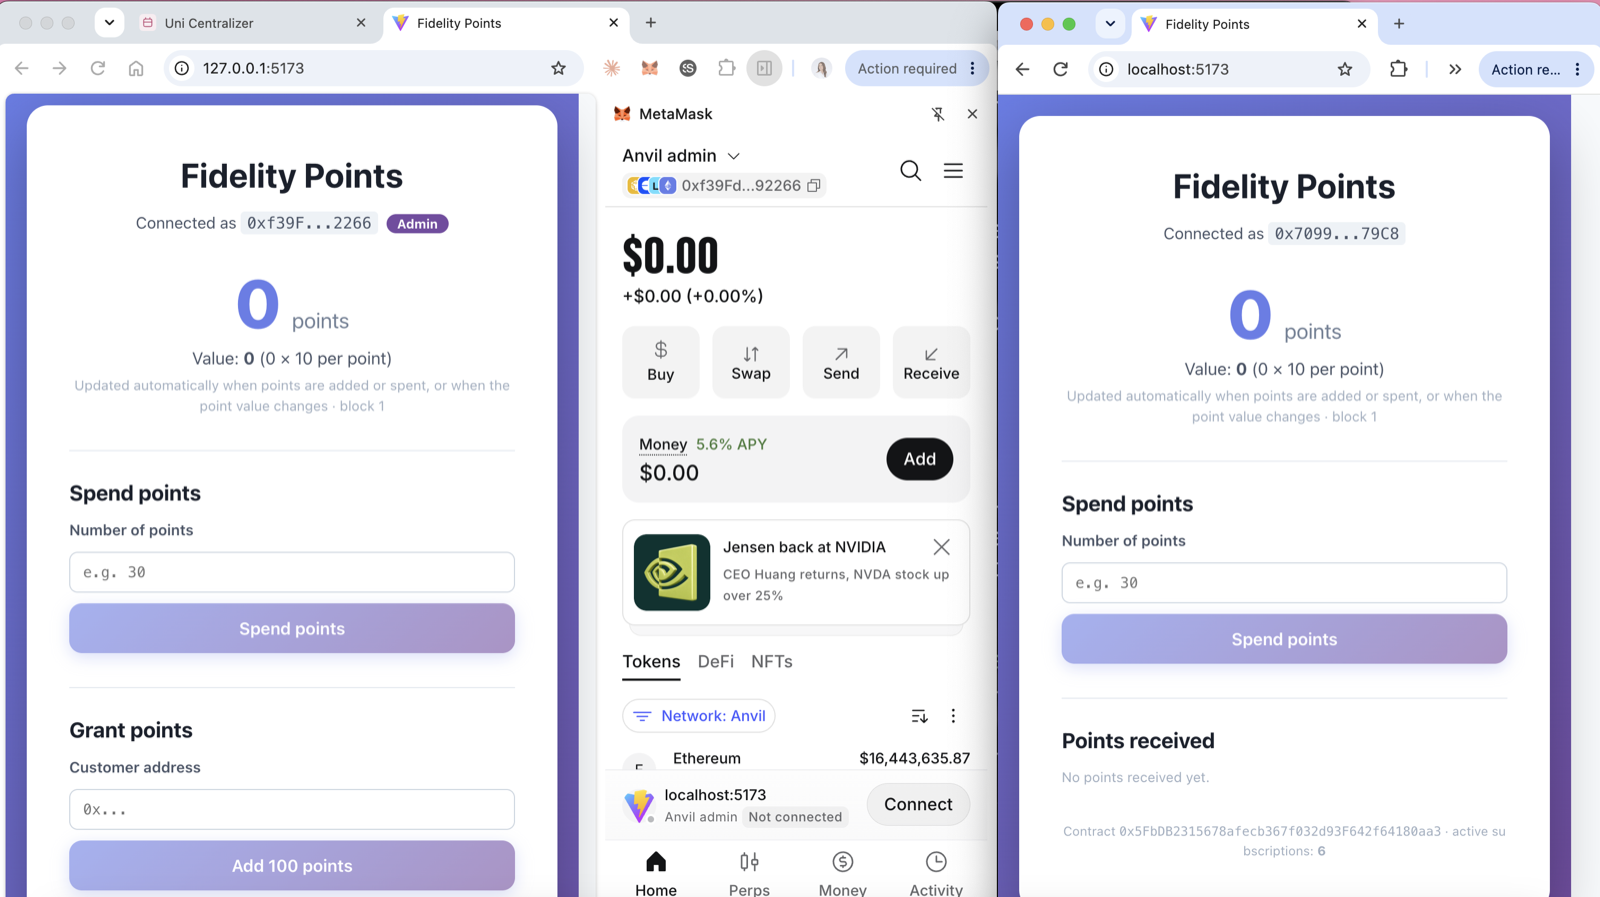 Uni Centralizer
Fidelity Points
127.0.0.1:5173
Action required
Fidelity Points
Connected as 0xf39F...2266 Admin
0 points
Value: 0 (0 × 10 per point)
Updated automatically when points are added or spent, or when the
point value changes · block 1
Spend points
Number of points
e.g. 30
Spend points
Grant points
Customer address
0x...
Add 100 points
MetaMask
Anvil admin
0xf39Fd...92266
$0.00
+$0.00 (+0.00%)
$
Buy
Swap
Send
Receive
Money 5.6% APY
$0.00
Add
Jensen back at NVIDIA
CEO Huang returns, NVDA stock up
over 25%
Tokens DeFi NFTs
Network: Anvil
Ethereum $16,443,635.87
localhost:5173
Anvil admin Not connected
Connect
Home
Perps
Money
Activity
Fidelity Points
localhost:5173
Action re...
Fidelity Points
Connected as 0x7099...79C8
0 points
Value: 0 (0 × 10 per point)
Updated automatically when points are added or spent, or when the
point value changes · block 1
Spend points
Number of points
e.g. 30
Spend points
Points received
No points received yet.
Contract 0x5FbDB2315678afecb367f032d93F642f64180aa3 · active su
bscriptions: 6